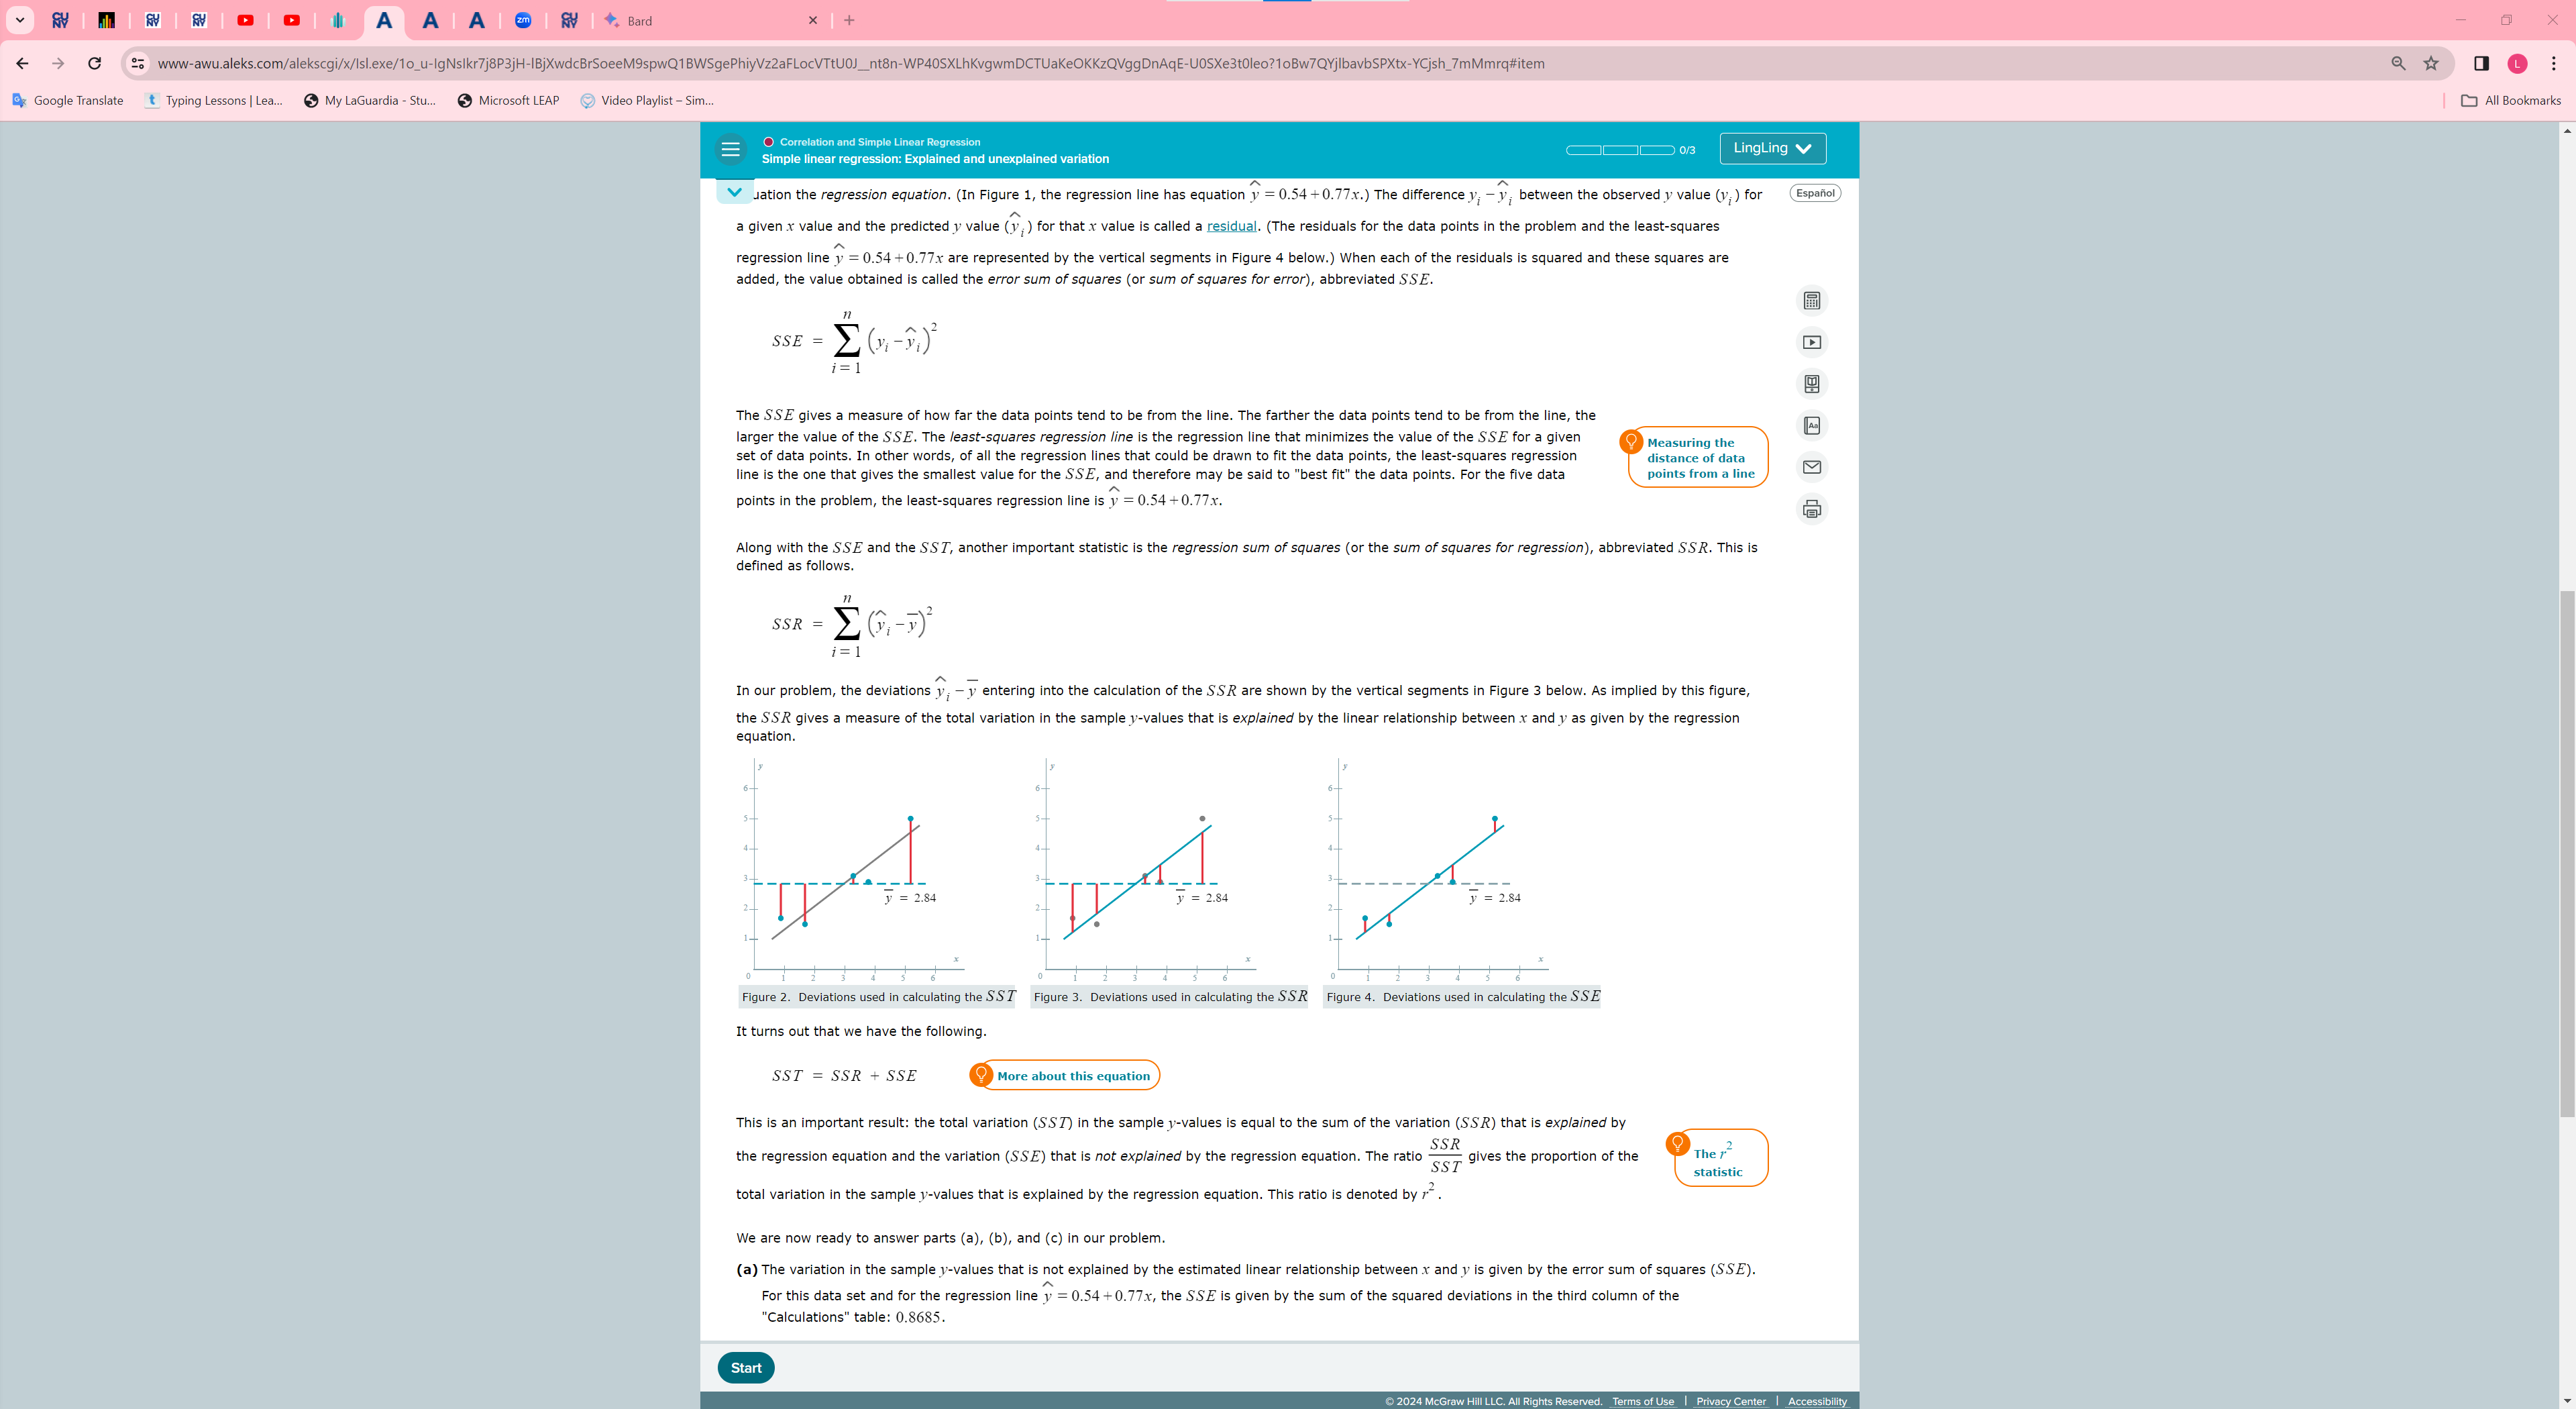 Bard
www-awu.aleks.com/alekscgi/x/Isl.exe/1o_u-IgNsIkr7j8P3jH-IBjXwdcBrSoeeM9spwQ1BWSgePhiyVz2aFLocVTtU0J__nt8n-WP40SXLhKvgwmDCTUaKeOKKzQVggDnAqE-U0SXe3t0leo?1oBw7QYjlbavbSPXtx-YCjsh_7mMmrq#item
Google Translate Typing Lessons | Lea... My LaGuardia - Stu... Microsoft LEAP Video Playlist – Sim... All Bookmarks
Correlation and Simple Linear Regression
Simple linear regression: Explained and unexplained variation
0/3
LingLing
Español
uation the regression equation. (In Figure 1, the regression line has equation ŷ = 0.54 + 0.77x.) The difference yᵢ − ŷᵢ between the observed y value (yᵢ) for
a given x value and the predicted y value (ŷᵢ) for that x value is called a residual. (The residuals for the data points in the problem and the least-squares
regression line ŷ = 0.54 + 0.77x are represented by the vertical segments in Figure 4 below.) When each of the residuals is squared and these squares are
added, the value obtained is called the error sum of squares (or sum of squares for error), abbreviated SSE.
SSE = n ∑ i = 1 (yᵢ − ŷᵢ)²
The SSE gives a measure of how far the data points tend to be from the line. The farther the data points tend to be from the line, the
larger the value of the SSE. The least-squares regression line is the regression line that minimizes the value of the SSE for a given
set of data points. In other words, of all the regression lines that could be drawn to fit the data points, the least-squares regression
line is the one that gives the smallest value for the SSE, and therefore may be said to "best fit" the data points. For the five data
points in the problem, the least-squares regression line is ŷ = 0.54 + 0.77x.
Measuring the
distance of data
points from a line
Along with the SSE and the SST, another important statistic is the regression sum of squares (or the sum of squares for regression), abbreviated SSR. This is
defined as follows.
SSR = n ∑ i = 1 (ŷᵢ − y̅)²
In our problem, the deviations ŷᵢ − y̅ entering into the calculation of the SSR are shown by the vertical segments in Figure 3 below. As implied by this figure,
the SSR gives a measure of the total variation in the sample y-values that is explained by the linear relationship between x and y as given by the regression
equation.
y 6 5 4 3 2 1 0 1 2 3 4 5 6 x
y̅ = 2.84
Figure 2. Deviations used in calculating the SST
y 6 5 4 3 2 1 0 1 2 3 4 5 6 x
y̅ = 2.84
Figure 3. Deviations used in calculating the SSR
y 6 5 4 3 2 1 0 1 2 3 4 5 6 x
y̅ = 2.84
Figure 4. Deviations used in calculating the SSE
It turns out that we have the following.
SST = SSR + SSE
More about this equation
This is an important result: the total variation (SST) in the sample y-values is equal to the sum of the variation (SSR) that is explained by
the regression equation and the variation (SSE) that is not explained by the regression equation. The ratio SSR/SST gives the proportion of the
total variation in the sample y-values that is explained by the regression equation. This ratio is denoted by r².
The r²
statistic
We are now ready to answer parts (a), (b), and (c) in our problem.
(a) The variation in the sample y-values that is not explained by the estimated linear relationship between x and y is given by the error sum of squares (SSE).
For this data set and for the regression line ŷ = 0.54 + 0.77x, the SSE is given by the sum of the squared deviations in the third column of the
"Calculations" table: 0.8685.
Start
© 2024 McGraw Hill LLC. All Rights Reserved. Terms of Use | Privacy Center | Accessibility